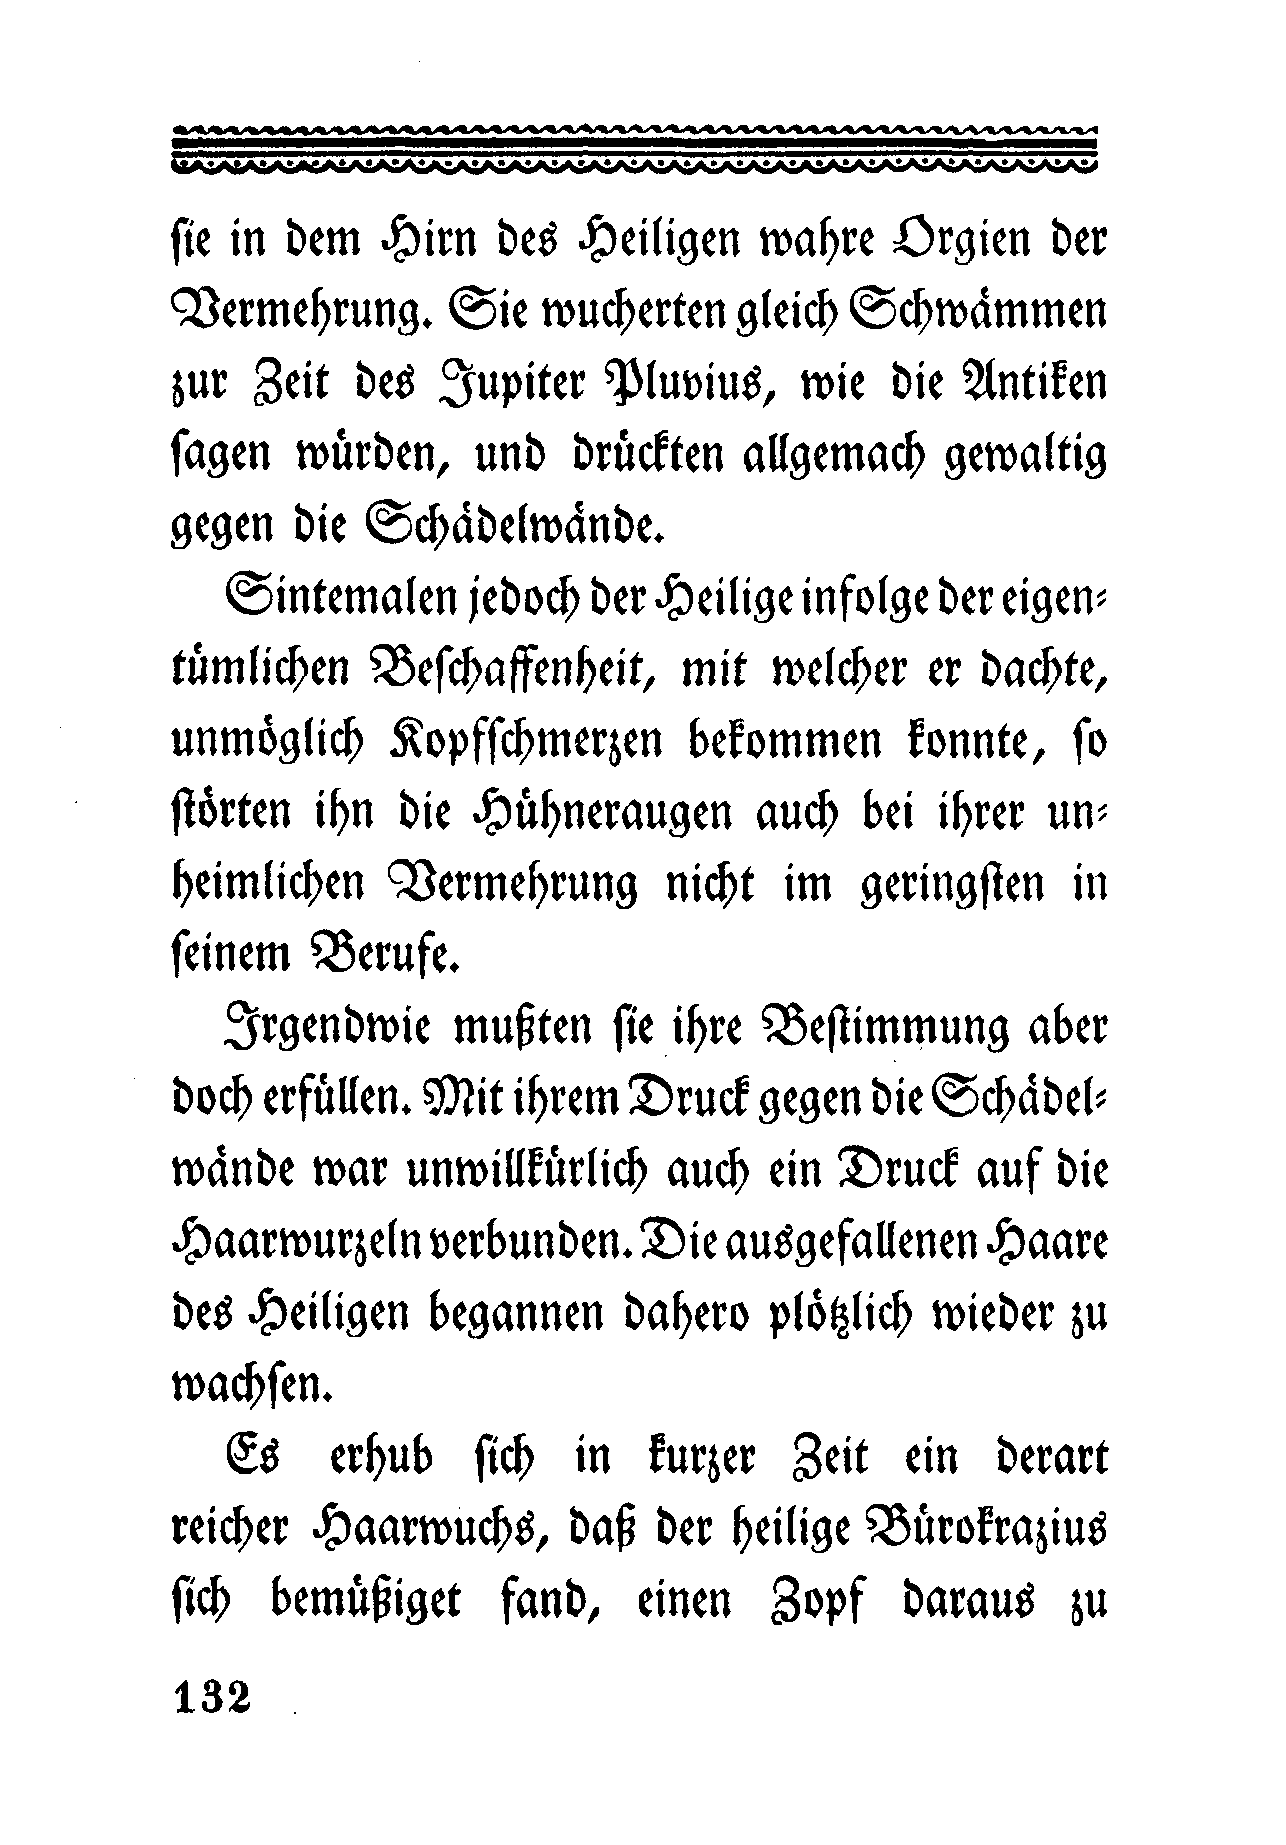 ſie in dem Hirn des Heiligen wahre Orgien der
Vermehrung. Sie wucherten gleich Schwämmen
zur Zeit des Jupiter Pluvius, wie die Antiken
ſagen würden, und drückten allgemach gewaltig
gegen die Schädelwände.
Sintemalen jedoch der Heilige infolge der eigen⸗
tümlichen Beſchaffenheit, mit welcher er dachte,
unmöglich Kopfſchmerzen bekommen konnte, ſo
ſtörten ihn die Hühneraugen auch bei ihrer un⸗
heimlichen Vermehrung nicht im geringſten in
ſeinem Berufe.
Irgendwie mußten ſie ihre Beſtimmung aber
doch erfüllen. Mit ihrem Druck gegen die Schädel⸗
wände war unwillkürlich auch ein Druck auf die
Haarwurzeln verbunden. Die ausgefallenen Haare
des Heiligen begannen dahero plötzlich wieder zu
wachſen.
Es erhub ſich in kurzer Zeit ein derart
reicher Haarwuchs, daß der heilige Bürokrazius
ſich bemüßiget fand, einen Zopf daraus zu
132